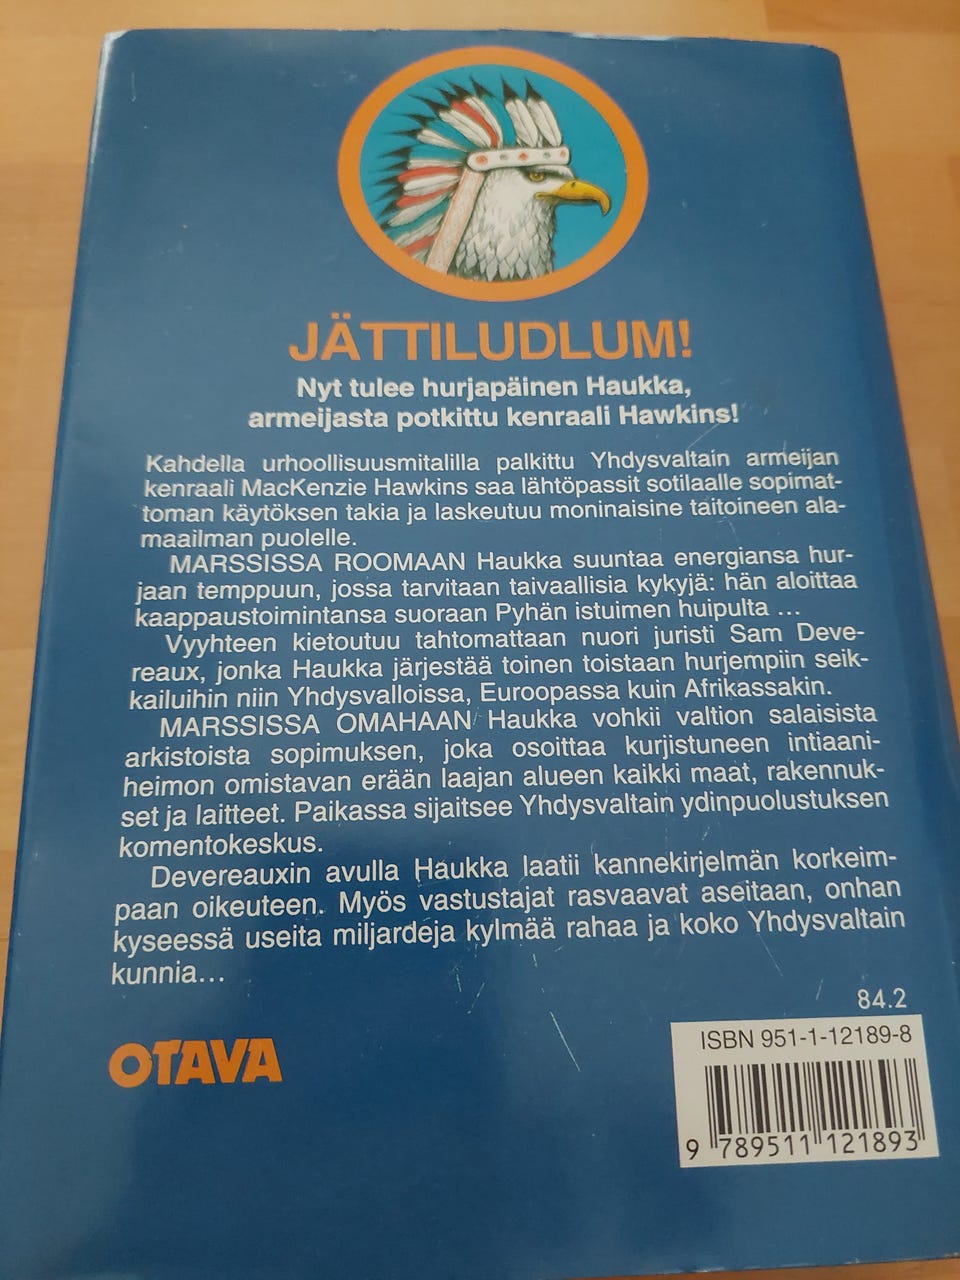 JÄTTILUDLUM!
Nyt tulee hurjapäinen Haukka,
armeijasta potkittu kenraali Hawkins!
Kahdella urhoollisuusmitalilla palkittu Yhdysvaltain armeijan
kenraali MacKenzie Hawkins saa lähtöpassit sotilaalle sopimat-
toman käytöksen takia ja laskeutuu moninaisine taitoineen ala-
maailman puolelle.
MARSSISSA ROOMAAN Haukka suuntaa energiansa hur-
jaan temppuun, jossa tarvitaan taivaallisia kykyjä: hän aloittaa
kaappaustoimintansa suoraan Pyhän istuimen huipulta ...
Vyyhteen kietoutuu tahtomattaan nuori juristi Sam Deve-
reaux, jonka Haukka järjestää toinen toistaan hurjempiin seik-
kailuihin niin Yhdysvalloissa, Euroopassa kuin Afrikassakin.
MARSSISSA OMAHAAN Haukka vohkii valtion salaisista
arkistoista sopimuksen, joka osoittaa kurjistuneen intiaani-
heimon omistavan erään laajan alueen kaikki maat, rakennuk-
set ja laitteet. Paikassa sijaitsee Yhdysvaltain ydinpuolustuksen
komentokeskus.
Devereauxin avulla Haukka laatii kannekirjelmän korkeim-
paan oikeuteen. Myös vastustajat rasvaavat aseitaan, onhan
kyseessä useita miljardeja kylmää rahaa ja koko Yhdysvaltain
kunnia...
84.2
ISBN 951-1-12189-8
OTAVA
9 789511 121893